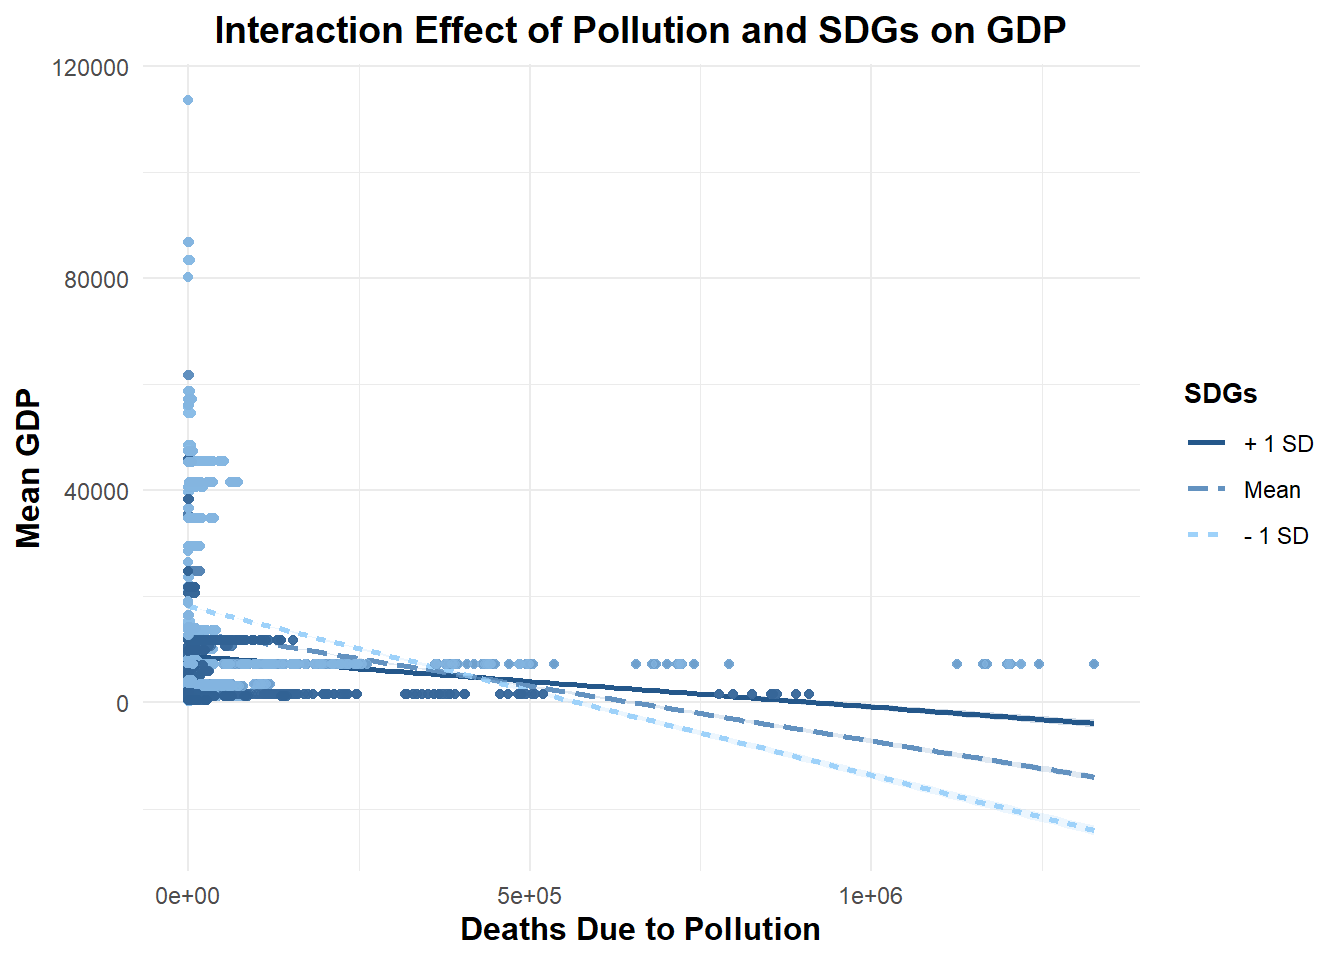 Interaction Effect of Pollution and SDGs on GDP
120000
80000
40000
0
Mean GDP
0e+00
5e+05
1e+06
Deaths Due to Pollution
SDGs
+ 1 SD
Mean
- 1 SD